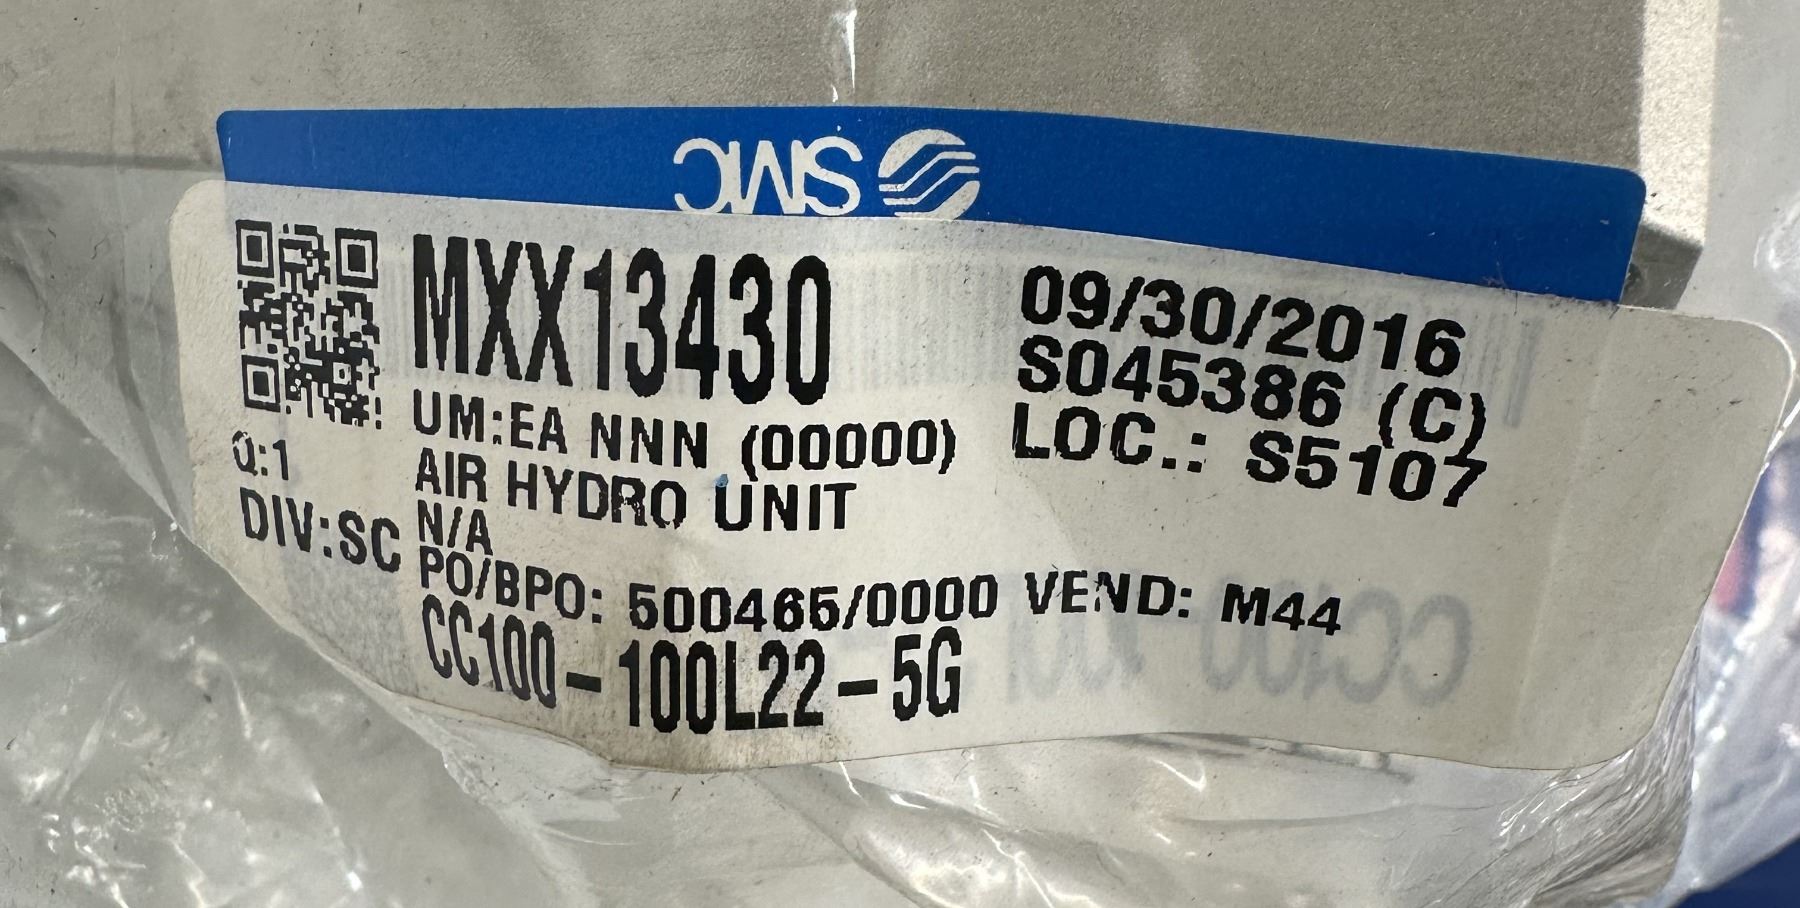 SMC
MXX13430
09/30/2016
S045386 (C)
UM:EA NNN (00000)
LOC.: S5107
Q:1
AIR HYDRO UNIT
DIV:SC
N/A
PO/BPO: 500465/0000 VEND: M44
CC100-100L22-5G